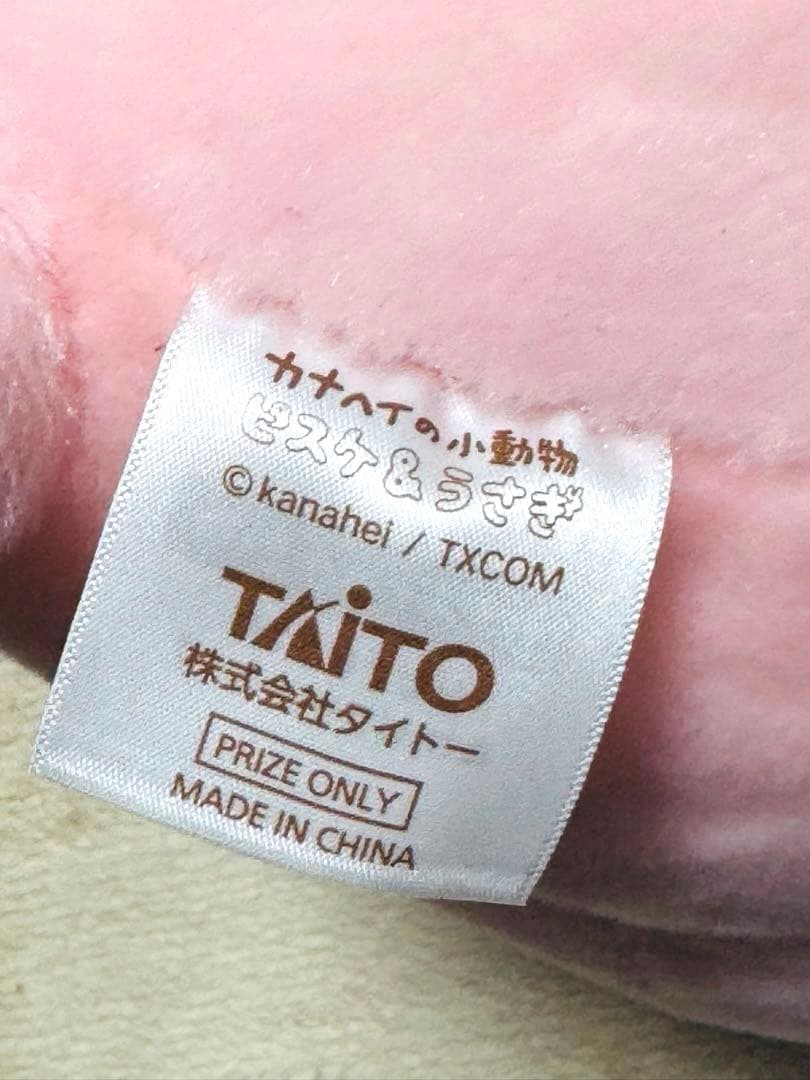 カナヘイの小動物
ピスケ&うさぎ
©kanahei / TXCOM
TAiTO
株式会社タイトー
PRIZE ONLY
MADE IN CHINA